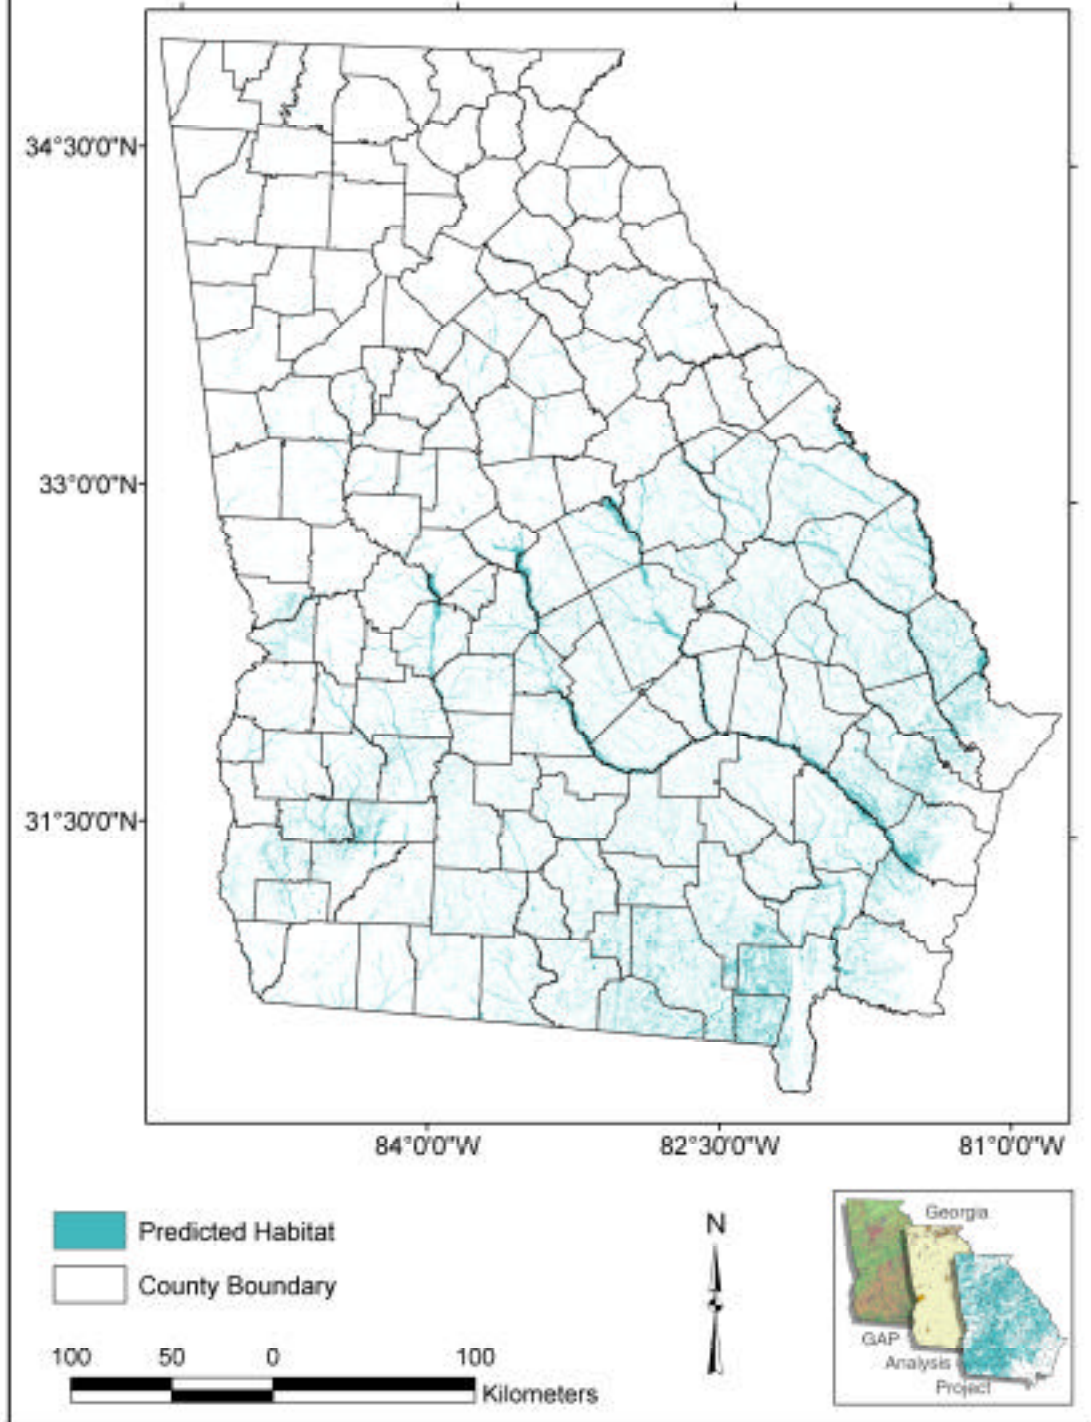 34°30'0"N
33°0'0"N
31°30'0"N
84°0'0"W 82°30'0"W 81°0'0"W
Predicted Habitat
County Boundary
N
100 50 0 100
Kilometers
Georgia
GAP
Analysis
Project